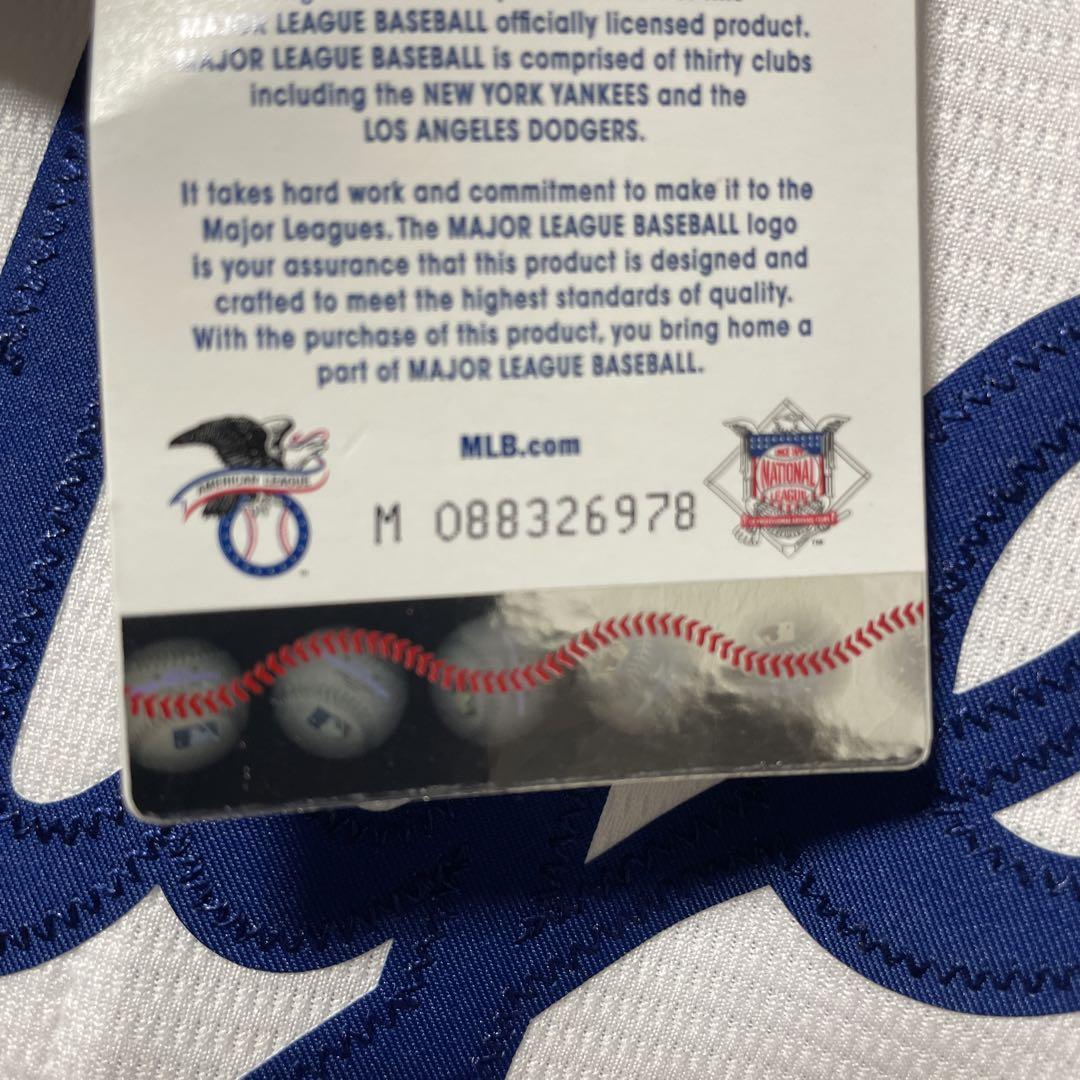 MAJOR LEAGUE BASEBALL officially licensed product.
MAJOR LEAGUE BASEBALL is comprised of thirty clubs
including the NEW YORK YANKEES and the
LOS ANGELES DODGERS.
It takes hard work and commitment to make it to the
Major Leagues. The MAJOR LEAGUE BASEBALL logo
is your assurance that this product is designed and
crafted to meet the highest standards of quality.
With the purchase of this product, you bring home a
part of MAJOR LEAGUE BASEBALL.
MLB.com
AMERICAN LEAGUE
M 088326978
NATIONAL
LEAGUE
TM